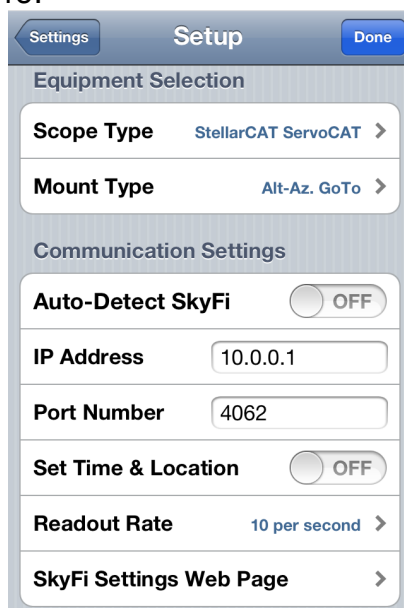 Settings Setup Done
Equipment Selection
Scope Type StellarCAT ServoCAT
Mount Type Alt-Az. GoTo
Communication Settings
Auto-Detect SkyFi OFF
IP Address 10.0.0.1
Port Number 4062
Set Time & Location OFF
Readout Rate 10 per second
SkyFi Settings Web Page